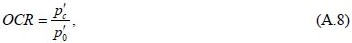 OCR = p′c / p′0 , (A.8)